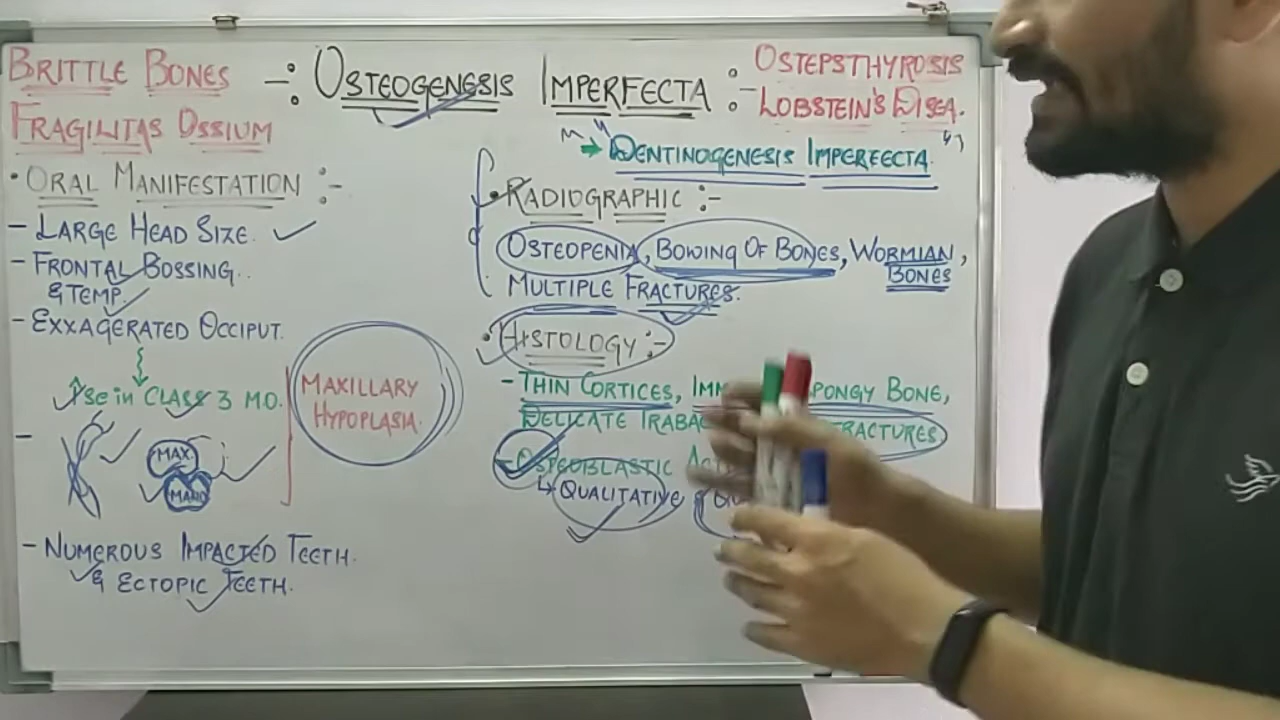 BRITTLE BONES -: OSTEOGENESIS IMPERFECTA :- OSTEPSTHYROSIS
FRAGILITAS OSSIUM
LOBSTEIN'S DISEA.
"DENTINOGENESIS IMPERFECTA"
• ORAL MANIFESTATION :-
- LARGE HEAD SIZE.
- FRONTAL BOSSING..
& TEMP.
- EXXAGERATED OCCIPUT.
↑se in CLASS 3 M.O.
MAXILLARY
HYPOPLASIA.
MAX.
MAND
- NUMEROUS IMPACTED TEETH.
& ECTOPIC TEETH.
• RADIOGRAPHIC :-
OSTEOPENIA, BOWING OF BONES, WORMIAN BONES,
MULTIPLE FRACTURES.
• HISTOLOGY :-
- THIN CORTICES, SPONGY BONE,
DELICATE FRACTURES
- OSTEOBLASTIC
↳ QUALITATIVE &